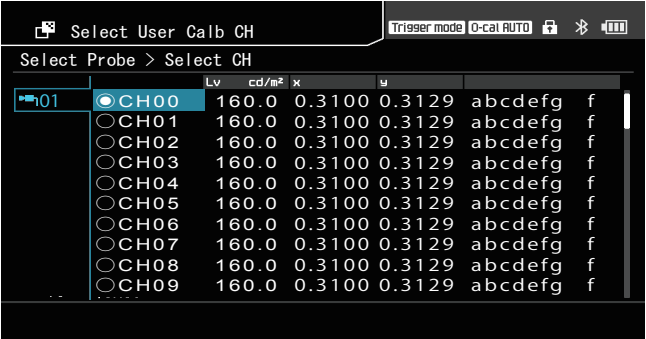 Select User Calb CH Trigger mode 0-cal AUTO
Select Probe > Select CH
Lv cd/m² x y
01 CH00 160.0 0.3100 0.3129 abcdefg f
CH01 160.0 0.3100 0.3129 abcdefg f
CH02 160.0 0.3100 0.3129 abcdefg f
CH03 160.0 0.3100 0.3129 abcdefg f
CH04 160.0 0.3100 0.3129 abcdefg f
CH05 160.0 0.3100 0.3129 abcdefg f
CH06 160.0 0.3100 0.3129 abcdefg f
CH07 160.0 0.3100 0.3129 abcdefg f
CH08 160.0 0.3100 0.3129 abcdefg f
CH09 160.0 0.3100 0.3129 abcdefg f